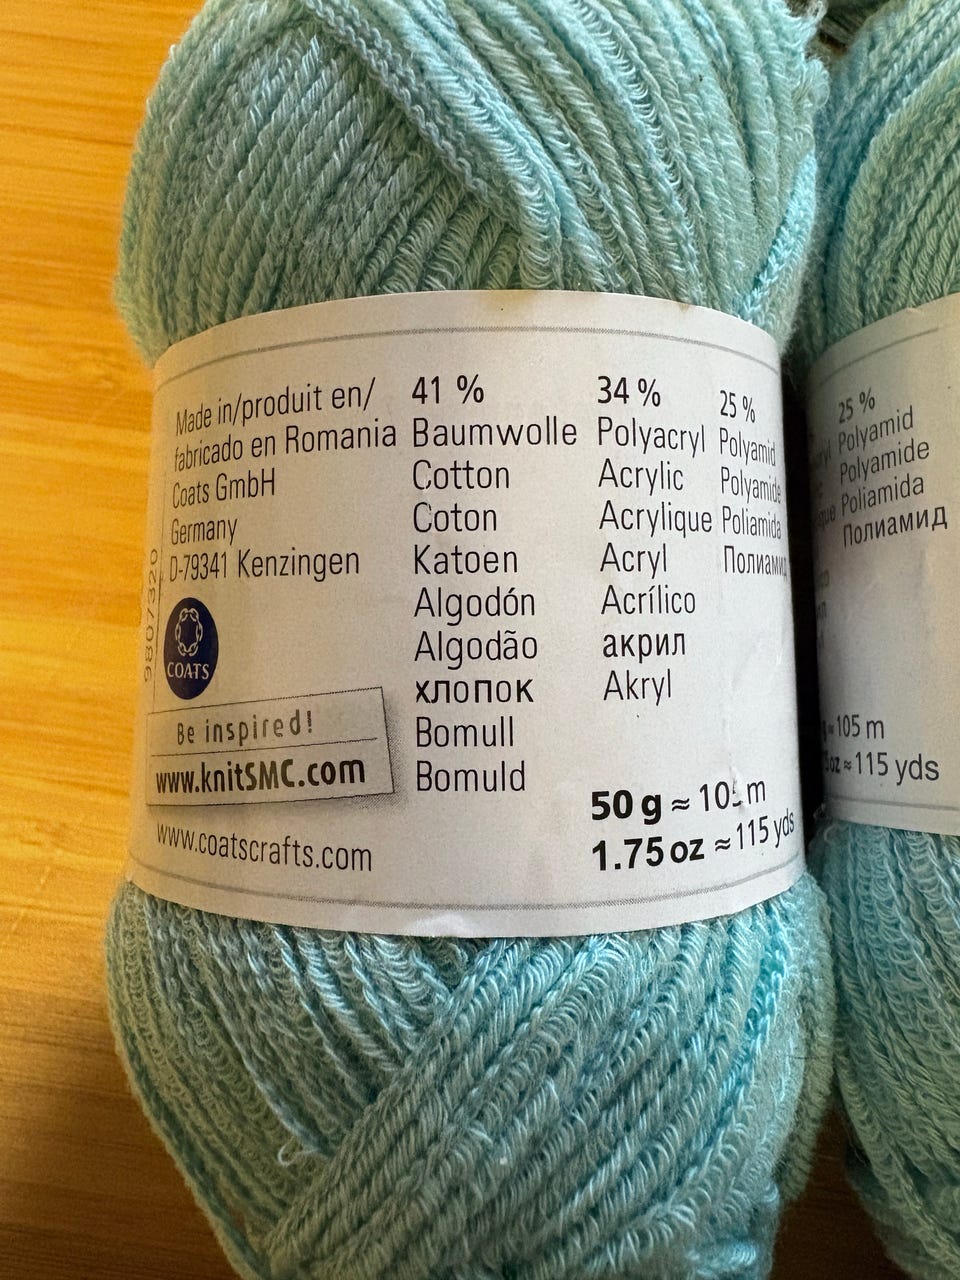 Made in/produit en/
fabricado en Romania
Coats GmbH
Germany
D-79341 Kenzingen
9807320
COATS
Be inspired!
www.knitSMC.com
www.coatscrafts.com
41 %
Baumwolle
Cotton
Coton
Katoen
Algodón
Algodão
хлопок
Bomull
Bomuld
34 %
Polyacryl
Acrylic
Acrylique
Acryl
Acrílico
акрил
Akryl
25 %
Polyamid
Polyamide
Poliamida
Полиамид
50 g ≈ 105 m
1.75 oz ≈ 115 yds
25 %
Polyamid
Polyamide
Poliamida
Полиамид
≈ 105 m
oz ≈ 115 yds